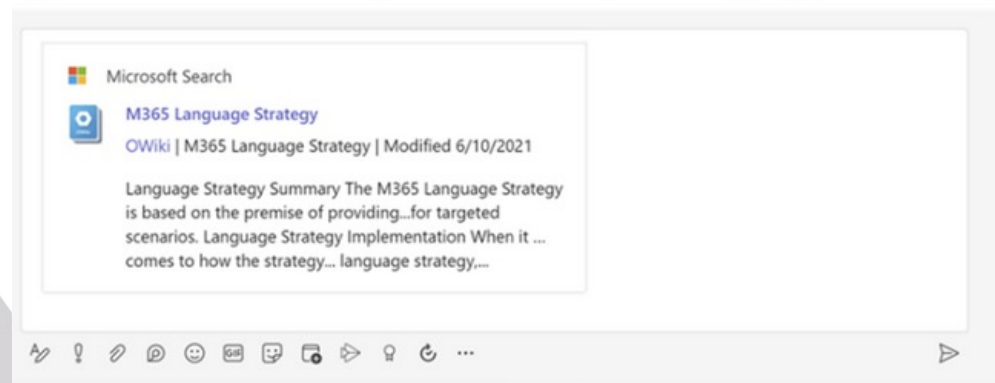 Microsoft Search
M365 Language Strategy
OWiki | M365 Language Strategy | Modified 6/10/2021
Language Strategy Summary The M365 Language Strategy
is based on the premise of providing...for targeted
scenarios. Language Strategy Implementation When it ...
comes to how the strategy... language strategy,...
GIF